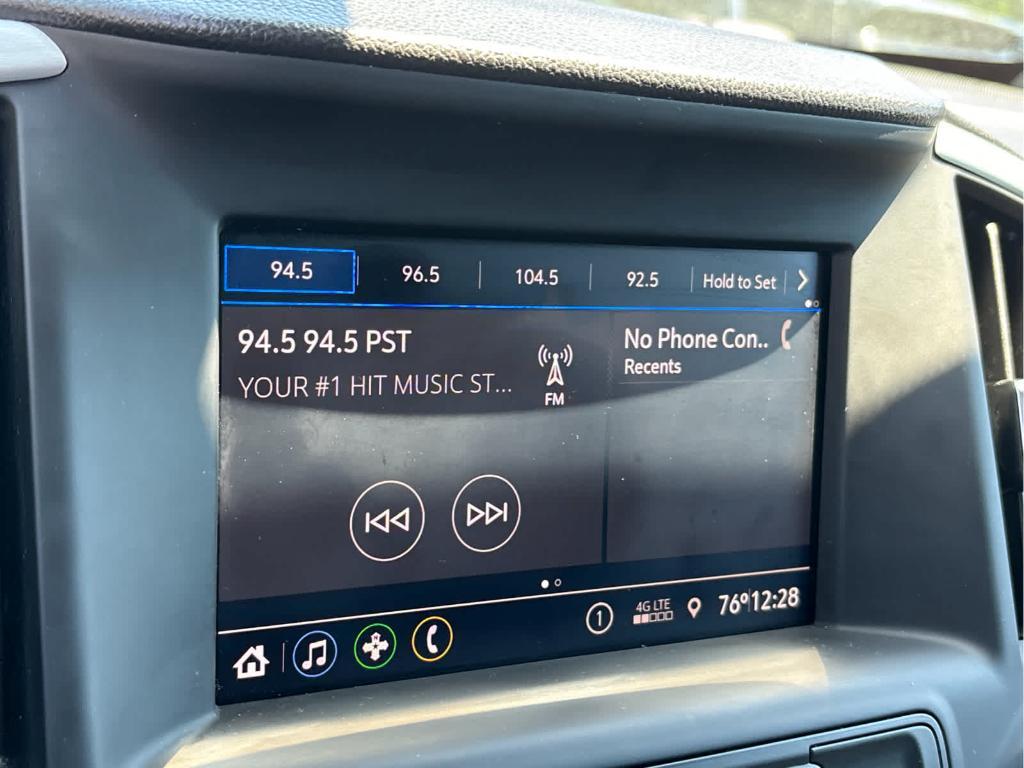 94.5 96.5 104.5 92.5 Hold to Set
94.5 94.5 PST
YOUR #1 HIT MUSIC ST...
FM
No Phone Con..
Recents
1 4G LTE 76° 12:28